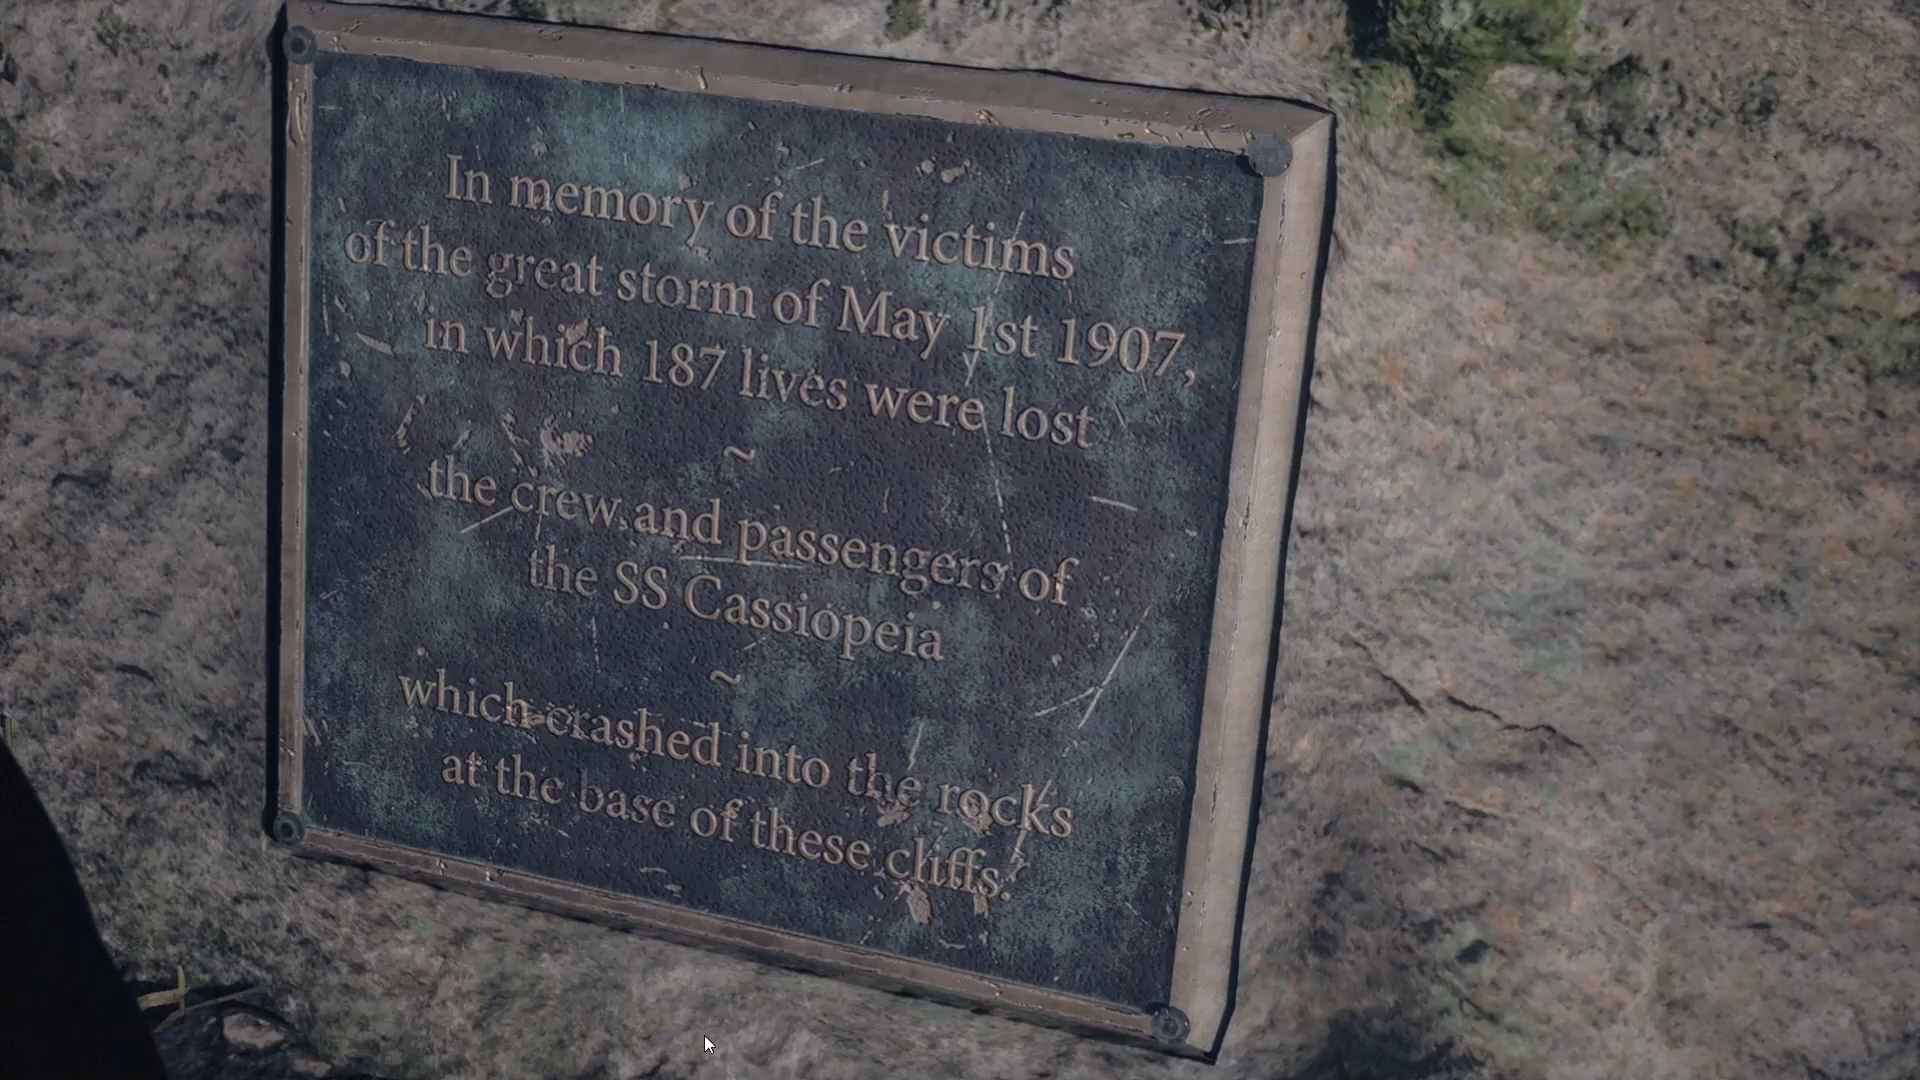 In memory of the victims
of the great storm of May 1st 1907,
in which 187 lives were lost
~
the crew and passengers of
the SS Cassiopeia
~
which crashed into the rocks
at the base of these cliffs.